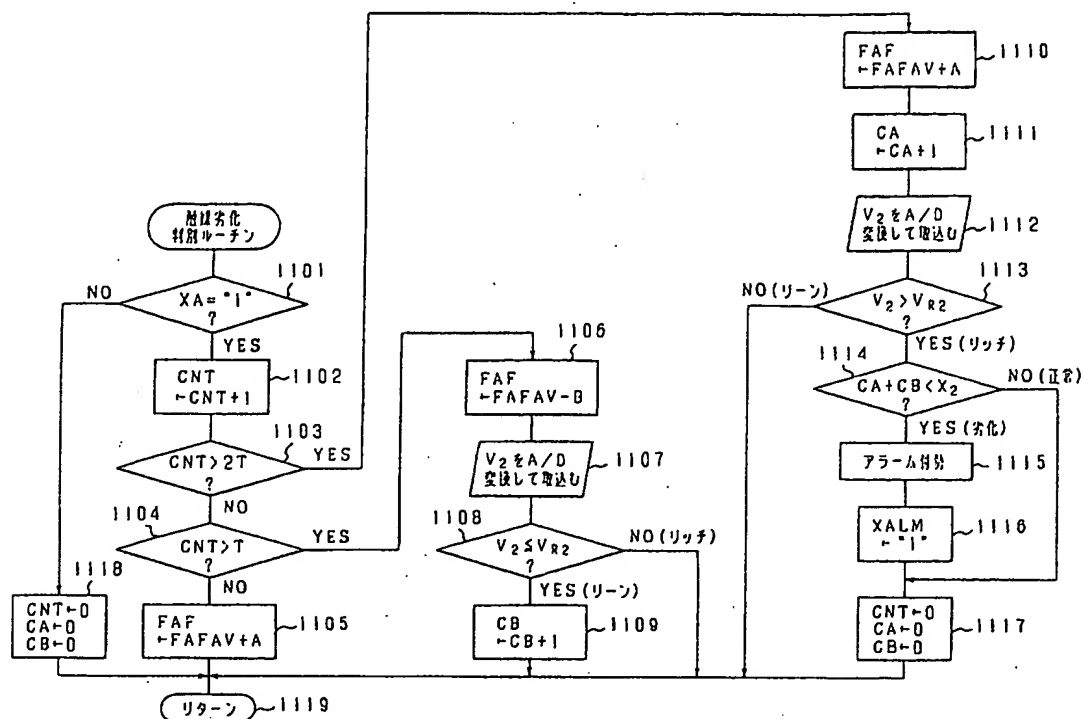 触媒劣化
判別ルーチン
1101
NO
XA="1"
?
YES
CNT
←CNT+1
1102
1103
CNT>2T
?
YES
NO
1104
CNT>T
?
YES
NO
1118
CNT←0
CA←0
CB←0
FAF
←FAFAV+A
1105
リターン
1119
1106
FAF
←FAFAV-B
V2をA/D
変換して取込む
1107
1108
V2≦VR2
?
NO(リッチ)
YES(リーン)
CB
←CB+1
1109
FAF
←FAFAV+A
1110
CA
←CA+1
1111
V2をA/D
変換して取込む
1112
1113
NO(リーン)
V2>VR2
?
YES(リッチ)
1114
CA+CB<X2
?
NO(正常)
YES(劣化)
アラーム付勢
1115
XALM
←"1"
1116
CNT←0
CA←0
CB←0
1117